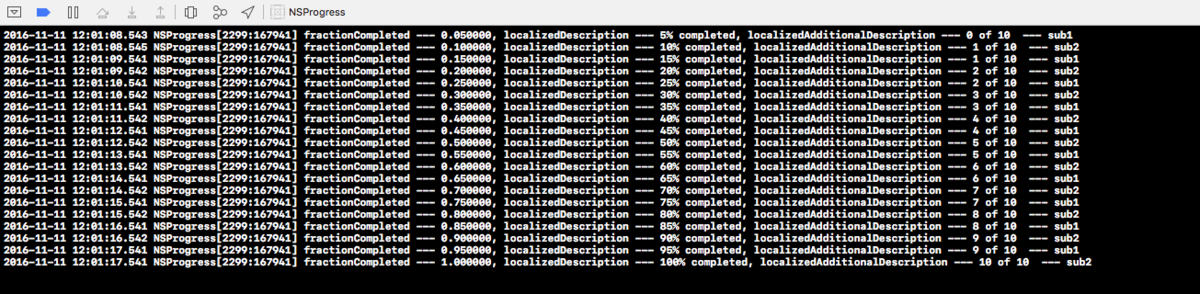 NSProgress
2016-11-11 12:01:08.543 NSProgress[2299:167941] fractionCompleted --- 0.050000, localizedDescription --- 5% completed, localizedAdditionalDescription --- 0 of 10  --- sub1
2016-11-11 12:01:08.545 NSProgress[2299:167941] fractionCompleted --- 0.100000, localizedDescription --- 10% completed, localizedAdditionalDescription --- 1 of 10  --- sub2
2016-11-11 12:01:09.541 NSProgress[2299:167941] fractionCompleted --- 0.150000, localizedDescription --- 15% completed, localizedAdditionalDescription --- 1 of 10  --- sub1
2016-11-11 12:01:09.542 NSProgress[2299:167941] fractionCompleted --- 0.200000, localizedDescription --- 20% completed, localizedAdditionalDescription --- 2 of 10  --- sub2
2016-11-11 12:01:10.541 NSProgress[2299:167941] fractionCompleted --- 0.250000, localizedDescription --- 25% completed, localizedAdditionalDescription --- 2 of 10  --- sub1
2016-11-11 12:01:10.542 NSProgress[2299:167941] fractionCompleted --- 0.300000, localizedDescription --- 30% completed, localizedAdditionalDescription --- 3 of 10  --- sub2
2016-11-11 12:01:11.541 NSProgress[2299:167941] fractionCompleted --- 0.350000, localizedDescription --- 35% completed, localizedAdditionalDescription --- 3 of 10  --- sub1
2016-11-11 12:01:11.542 NSProgress[2299:167941] fractionCompleted --- 0.400000, localizedDescription --- 40% completed, localizedAdditionalDescription --- 4 of 10  --- sub2
2016-11-11 12:01:12.541 NSProgress[2299:167941] fractionCompleted --- 0.450000, localizedDescription --- 45% completed, localizedAdditionalDescription --- 4 of 10  --- sub1
2016-11-11 12:01:12.542 NSProgress[2299:167941] fractionCompleted --- 0.500000, localizedDescription --- 50% completed, localizedAdditionalDescription --- 5 of 10  --- sub2
2016-11-11 12:01:13.541 NSProgress[2299:167941] fractionCompleted --- 0.550000, localizedDescription --- 55% completed, localizedAdditionalDescription --- 5 of 10  --- sub1
2016-11-11 12:01:13.542 NSProgress[2299:167941] fractionCompleted --- 0.600000, localizedDescription --- 60% completed, localizedAdditionalDescription --- 6 of 10  --- sub2
2016-11-11 12:01:14.541 NSProgress[2299:167941] fractionCompleted --- 0.650000, localizedDescription --- 65% completed, localizedAdditionalDescription --- 6 of 10  --- sub1
2016-11-11 12:01:14.542 NSProgress[2299:167941] fractionCompleted --- 0.700000, localizedDescription --- 70% completed, localizedAdditionalDescription --- 7 of 10  --- sub2
2016-11-11 12:01:15.541 NSProgress[2299:167941] fractionCompleted --- 0.750000, localizedDescription --- 75% completed, localizedAdditionalDescription --- 7 of 10  --- sub1
2016-11-11 12:01:15.542 NSProgress[2299:167941] fractionCompleted --- 0.800000, localizedDescription --- 80% completed, localizedAdditionalDescription --- 8 of 10  --- sub2
2016-11-11 12:01:16.541 NSProgress[2299:167941] fractionCompleted --- 0.850000, localizedDescription --- 85% completed, localizedAdditionalDescription --- 8 of 10  --- sub1
2016-11-11 12:01:16.542 NSProgress[2299:167941] fractionCompleted --- 0.900000, localizedDescription --- 90% completed, localizedAdditionalDescription --- 9 of 10  --- sub2
2016-11-11 12:01:17.541 NSProgress[2299:167941] fractionCompleted --- 0.950000, localizedDescription --- 95% completed, localizedAdditionalDescription --- 9 of 10  --- sub1
2016-11-11 12:01:17.541 NSProgress[2299:167941] fractionCompleted --- 1.000000, localizedDescription --- 100% completed, localizedAdditionalDescription --- 10 of 10  --- sub2